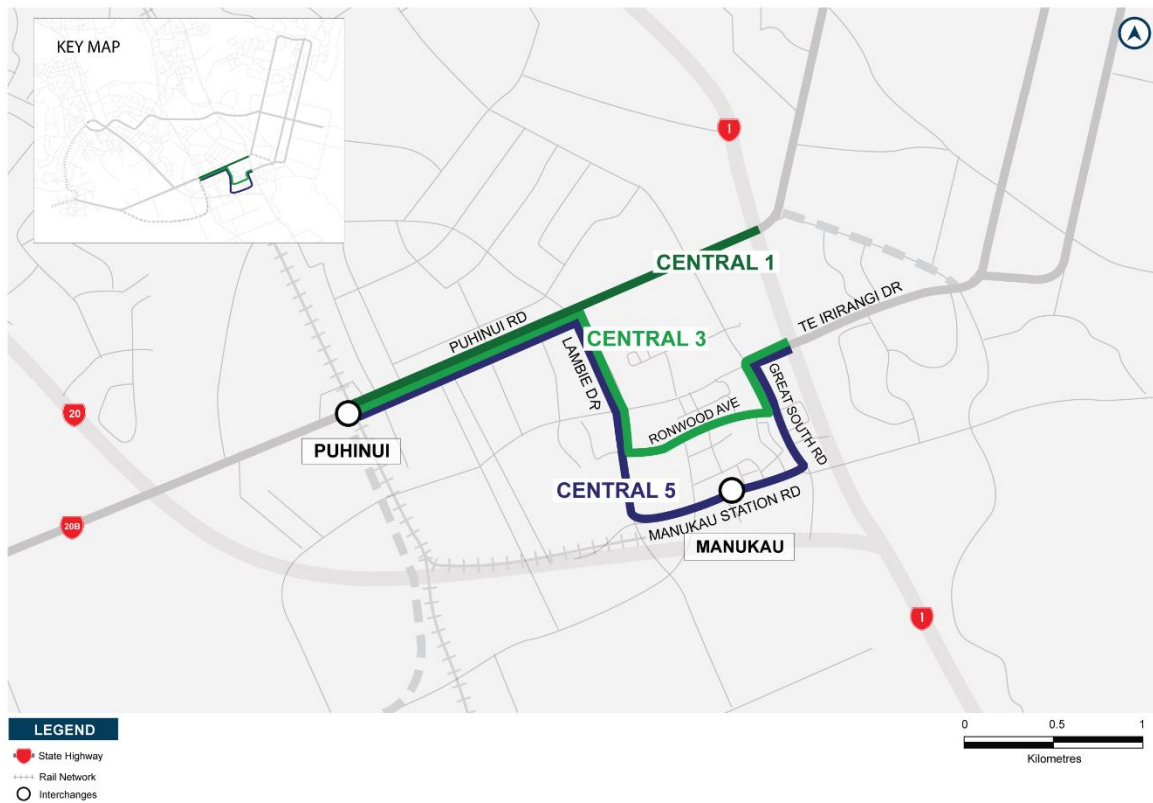 KEY MAP
1
CENTRAL 1
TE IRIRANGI DR
PUHINUI RD
CENTRAL 3
LAMBIE DR
GREAT SOUTH RD
RONWOOD AVE
20
PUHINUI
CENTRAL 5
MANUKAU STATION RD
20B
MANUKAU
1
LEGEND
State Highway
Rail Network
Interchanges
0 0.5 1
Kilometres